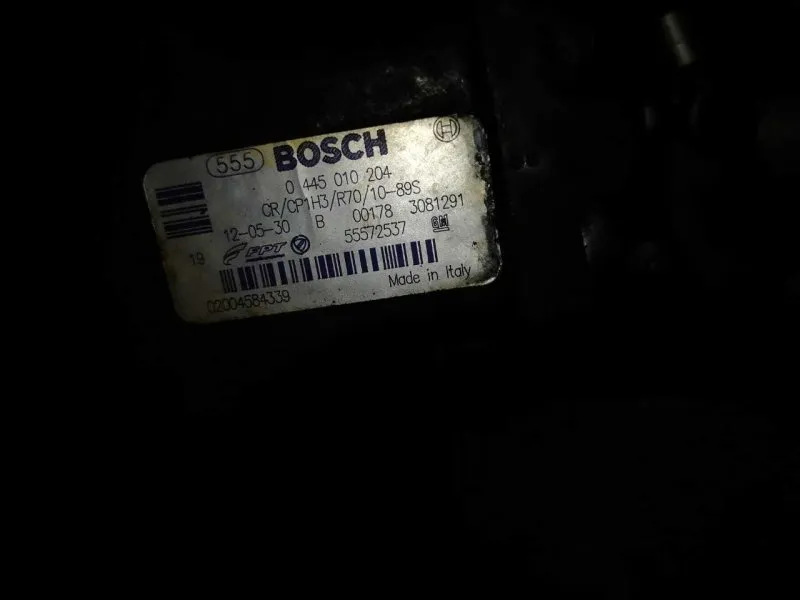 555 BOSCH
0 445 010 204
CR/CP1H3/R70/10-89S
12-05-30 B 00178 3081291
19 FPT 55572537 GM
Made in Italy
02004584339